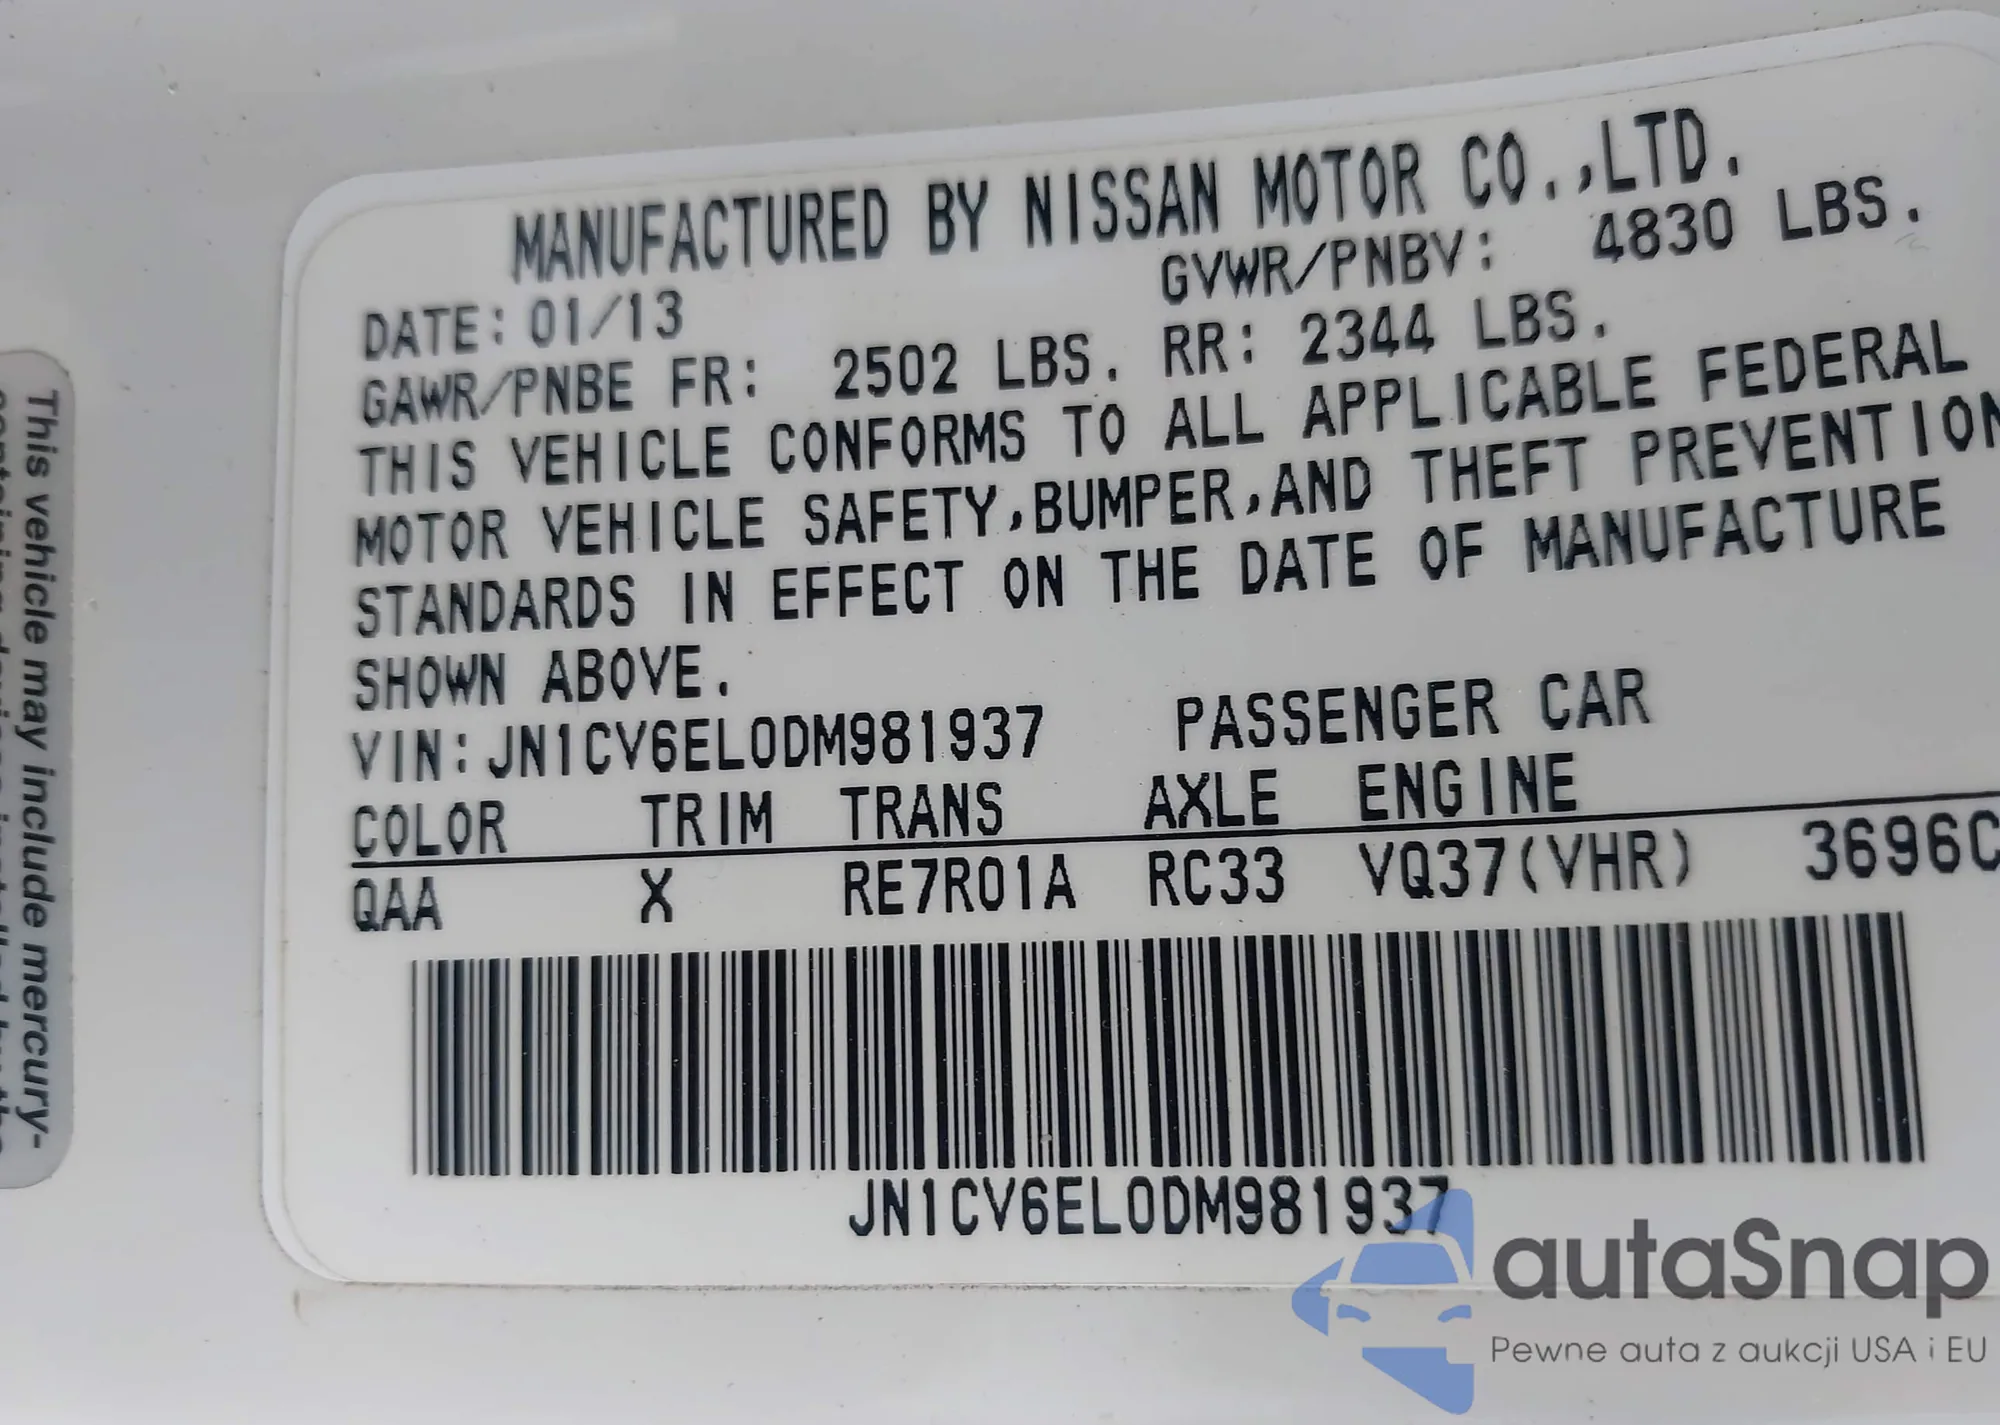 MANUFACTURED BY NISSAN MOTOR CO.,LTD.
DATE: 01/13 GVWR/PNBV: 4830 LBS.
GAWR/PNBE FR: 2502 LBS. RR: 2344 LBS.
THIS VEHICLE CONFORMS TO ALL APPLICABLE FEDERAL
MOTOR VEHICLE SAFETY,BUMPER,AND THEFT PREVENTION
STANDARDS IN EFFECT ON THE DATE OF MANUFACTURE
SHOWN ABOVE.
VIN:JN1CV6EL0DM981937 PASSENGER CAR
COLOR TRIM TRANS AXLE ENGINE
QAA X RE7R01A RC33 VQ37(VHR) 3696C
JN1CV6EL0DM981937
This vehicle may include mercury-
autaSnap
Pewne auta z aukcji USA i EU